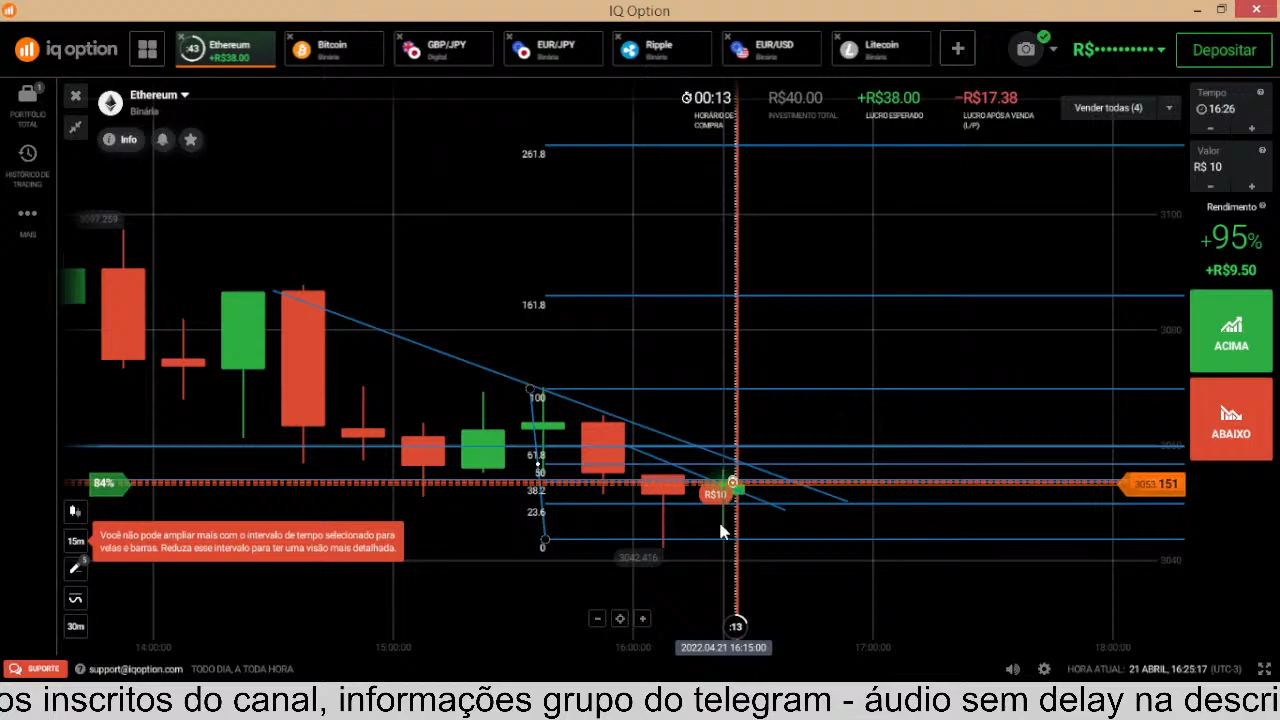 IQ Option
iq option
:43
Ethereum
+R$38.00
Bitcoin
Binária
GBP/JPY
Digital
EUR/JPY
Binária
Ripple
Binária
EUR/USD
Binária
Litecoin
Binária
R$
Depositar
1
PORTFÓLIO
TOTAL
HISTÓRICO DE
TRADING
MAIS
Ethereum
Binária
Info
00:13
HORÁRIO DE
COMPRA
R$40.00
INVESTIMENTO TOTAL
+R$38.00
LUCRO ESPERADO
-R$17.38
LUCRO APÓS A VENDA
(L/P)
Vender todas (4)
Tempo
16:26
Valor
R$ 10
Rendimento
+95%
+R$9.50
ACIMA
ABAIXO
3097.259
261.8
161.8
100
61.8
50
38.2
23.6
0
3100
3080
3060
3040
84%
R$10
3053.151
3042.416
15m
Você não pode ampliar mais com o intervalo de tempo selecionado para
velas e barras. Reduza esse intervalo para ter uma visão mais detalhada.
30m
:13
14:00:00
15:00:00
16:00:00
2022.04.21 16:15:00
17:00:00
18:00:00
SUPORTE
support@iqoption.com
TODO DIA, A TODA HORA
HORA ATUAL: 21 ABRIL, 16:25:17 (UTC-3)
os inscritos do canal, informações grupo do telegram - áudio sem delay na descri